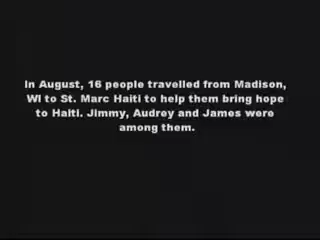 In August, 16 people travelled from Madison,
WI to St. Marc Haiti to help them bring hope
to Haiti. Jimmy, Audrey and James were
among them.